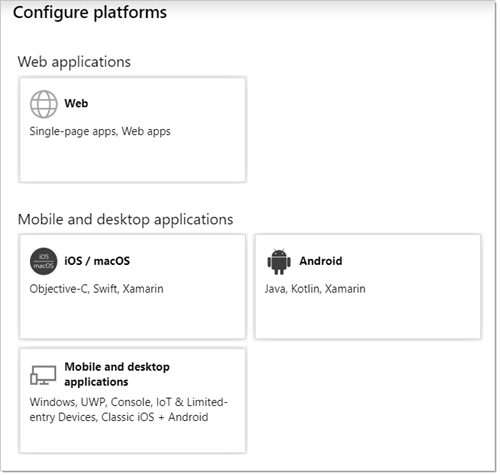 Configure platforms
Web applications
Web
Single-page apps, Web apps
Mobile and desktop applications
iOS
macOS
iOS / macOS
Objective-C, Swift, Xamarin
Android
Java, Kotlin, Xamarin
Mobile and desktop
applications
Windows, UWP, Console, IoT & Limited-
entry Devices, Classic iOS + Android